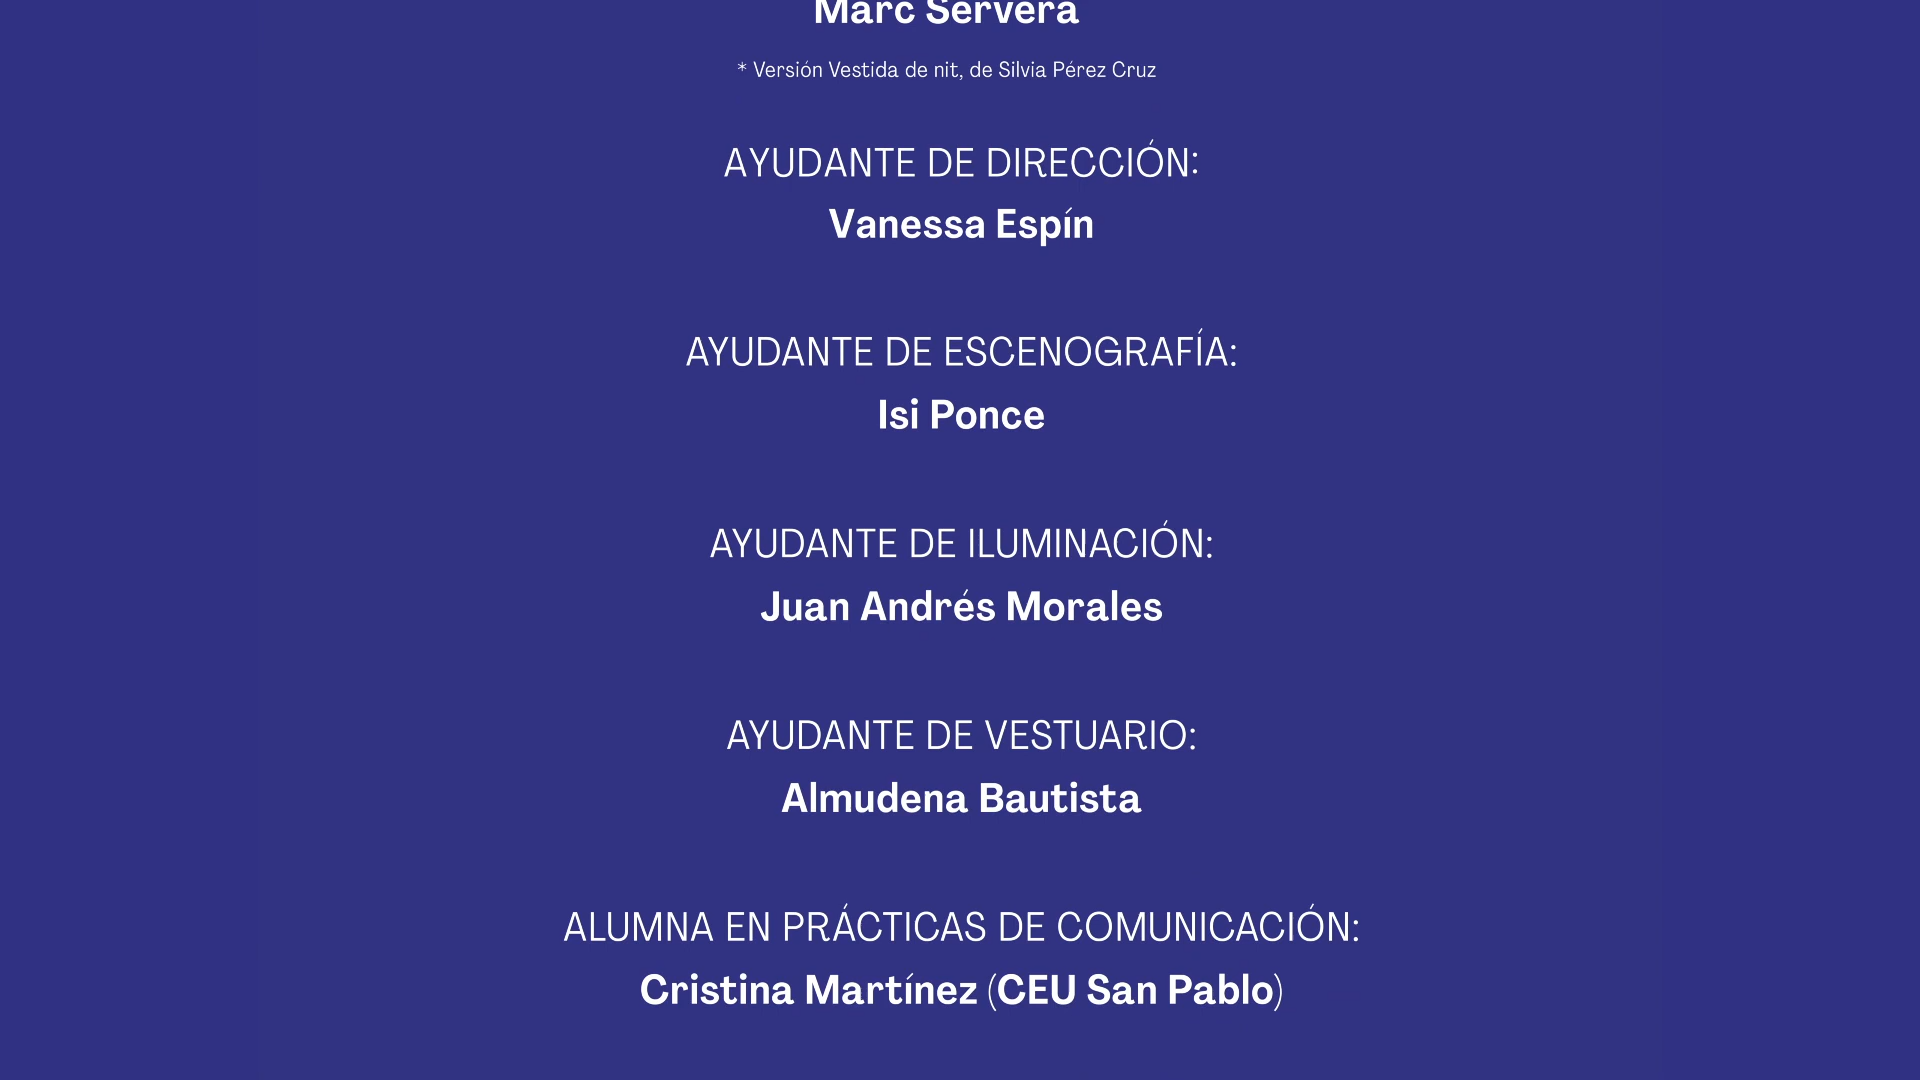 Marc Servera
* Versión Vestida de nit, de Silvia Pérez Cruz
AYUDANTE DE DIRECCIÓN:
Vanessa Espín
AYUDANTE DE ESCENOGRAFÍA:
Isi Ponce
AYUDANTE DE ILUMINACIÓN:
Juan Andrés Morales
AYUDANTE DE VESTUARIO:
Almudena Bautista
ALUMNA EN PRÁCTICAS DE COMUNICACIÓN:
Cristina Martínez (CEU San Pablo)